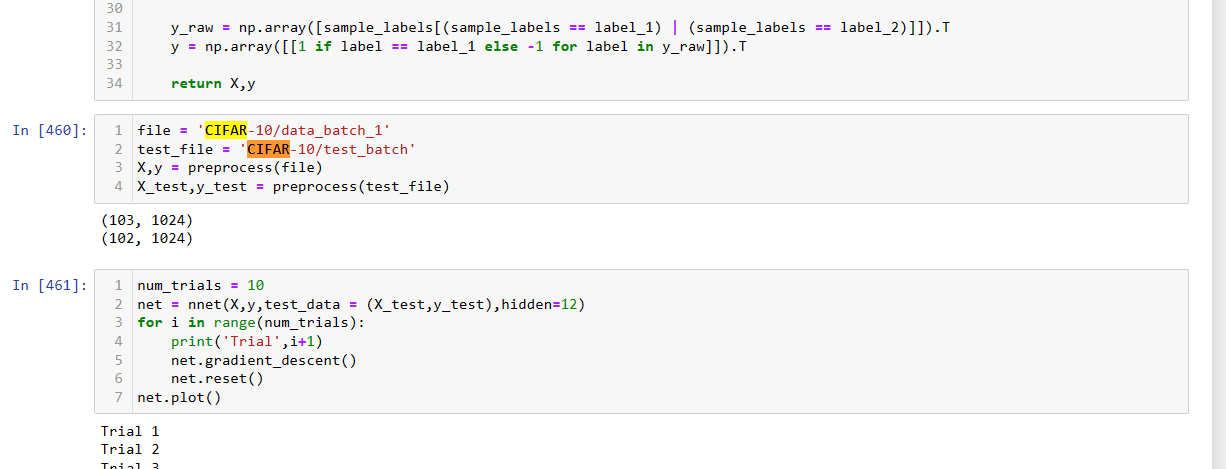 30
31 y_raw = np.array([sample_labels[(sample_labels == label_1) | (sample_labels == label_2)]]).T
32 y = np.array([[1 if label == label_1 else -1 for label in y_raw]]).T
33
34 return X,y
In [460]: 1 file = 'CIFAR-10/data_batch_1'
2 test_file = 'CIFAR-10/test_batch'
3 X,y = preprocess(file)
4 X_test,y_test = preprocess(test_file)
(103, 1024)
(102, 1024)
In [461]: 1 num_trials = 10
2 net = nnet(X,y,test_data = (X_test,y_test),hidden=12)
3 for i in range(num_trials):
4 print('Trial',i+1)
5 net.gradient_descent()
6 net.reset()
7 net.plot()
Trial 1
Trial 2
Trial 3